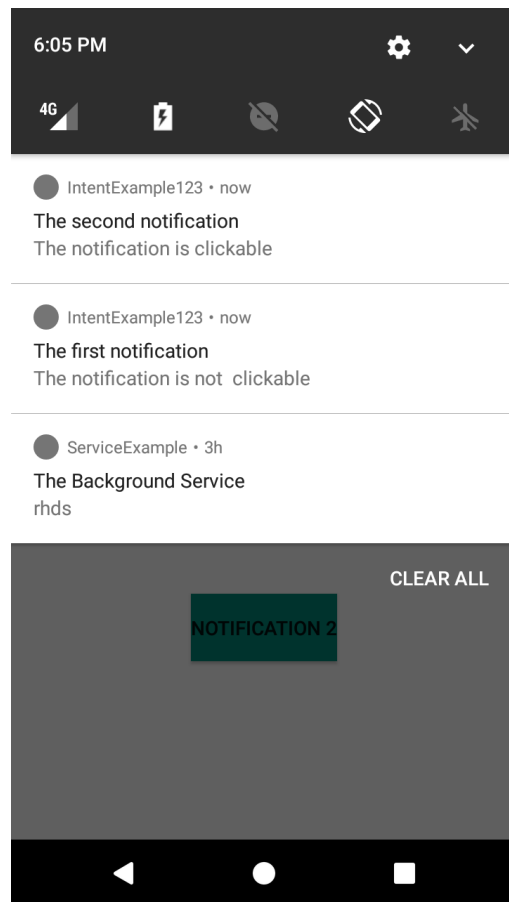 6:05 PM
4G
IntentExample123 • now
The second notification
The notification is clickable
IntentExample123 • now
The first notification
The notification is not  clickable
ServiceExample • 3h
The Background Service
rhds
CLEAR ALL
NOTIFICATION 2